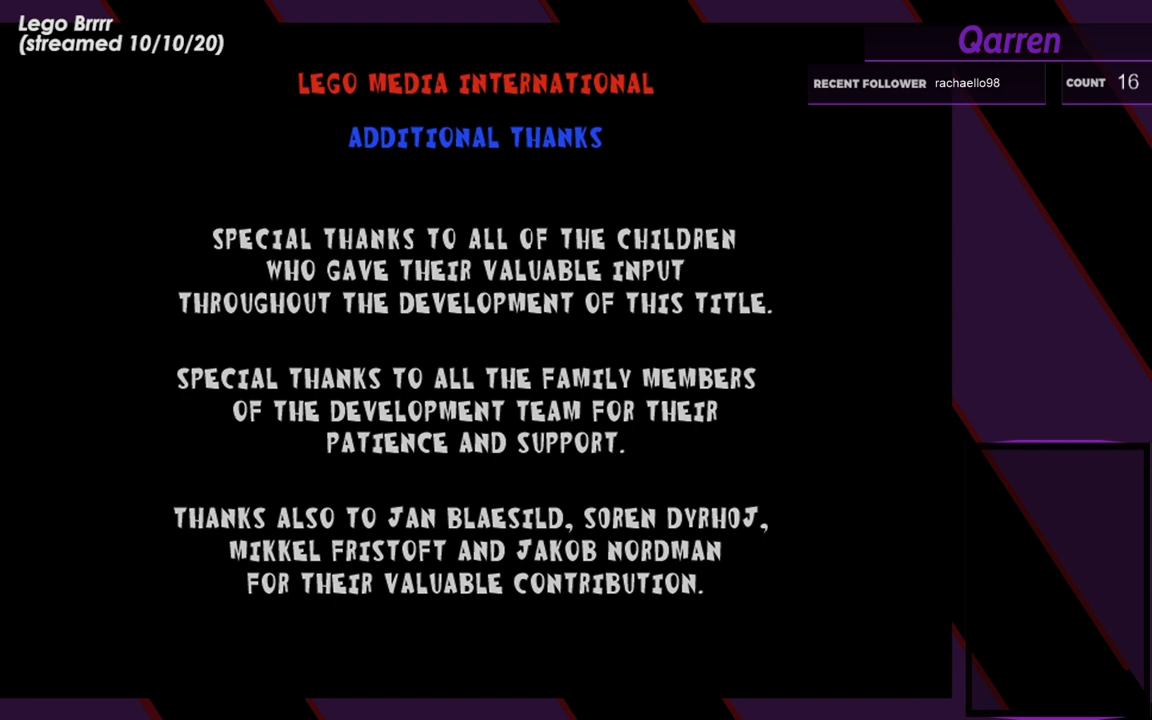 Lego Brrrr
(streamed 10/10/20)
Qarren
RECENT FOLLOWER rachaello98
COUNT 16
LEGO MEDIA INTERNATIONAL
ADDITIONAL THANKS
SPECIAL THANKS TO ALL OF THE CHILDREN
WHO GAVE THEIR VALUABLE INPUT
THROUGHOUT THE DEVELOPMENT OF THIS TITLE.
SPECIAL THANKS TO ALL THE FAMILY MEMBERS
OF THE DEVELOPMENT TEAM FOR THEIR
PATIENCE AND SUPPORT.
THANKS ALSO TO JAN BLAESILD, SOREN DYRHOJ,
MIKKEL FRISTOFT AND JAKOB NORDMAN
FOR THEIR VALUABLE CONTRIBUTION.